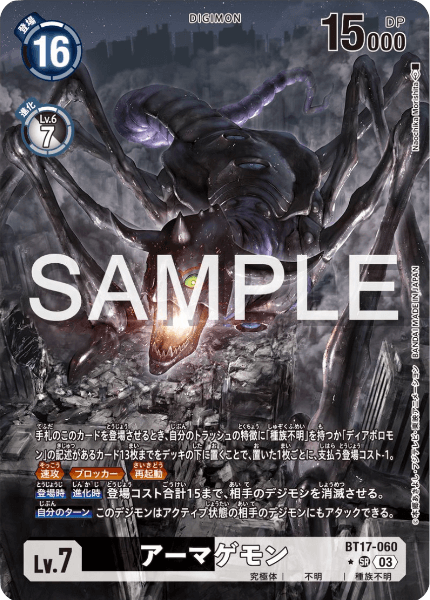 DIGIMON
登場
16
DP
15000
進化
Lv.6
7
Naochika Morishita
SAMPLE
手札のこのカードを登場させるとき、自分のトラッシュの特徴に「種族不明」を持つか「ディアボロモ
ン」の記述があるカード13枚までをデッキの下に置くことで、置いた1枚ごとに、支払う登場コスト-1。
速攻 ブロッカー 再起動
登場時 進化時 登場コスト合計15まで、相手のデジモンを消滅させる。
自分のターン このデジモンはアクティブ状態の相手のデジモンにもアタックできる。
BANDAI MADE IN JAPAN
Lv.7
アーマゲモン
BT17-060
SR 03
究極体 | 不明 | 種族不明